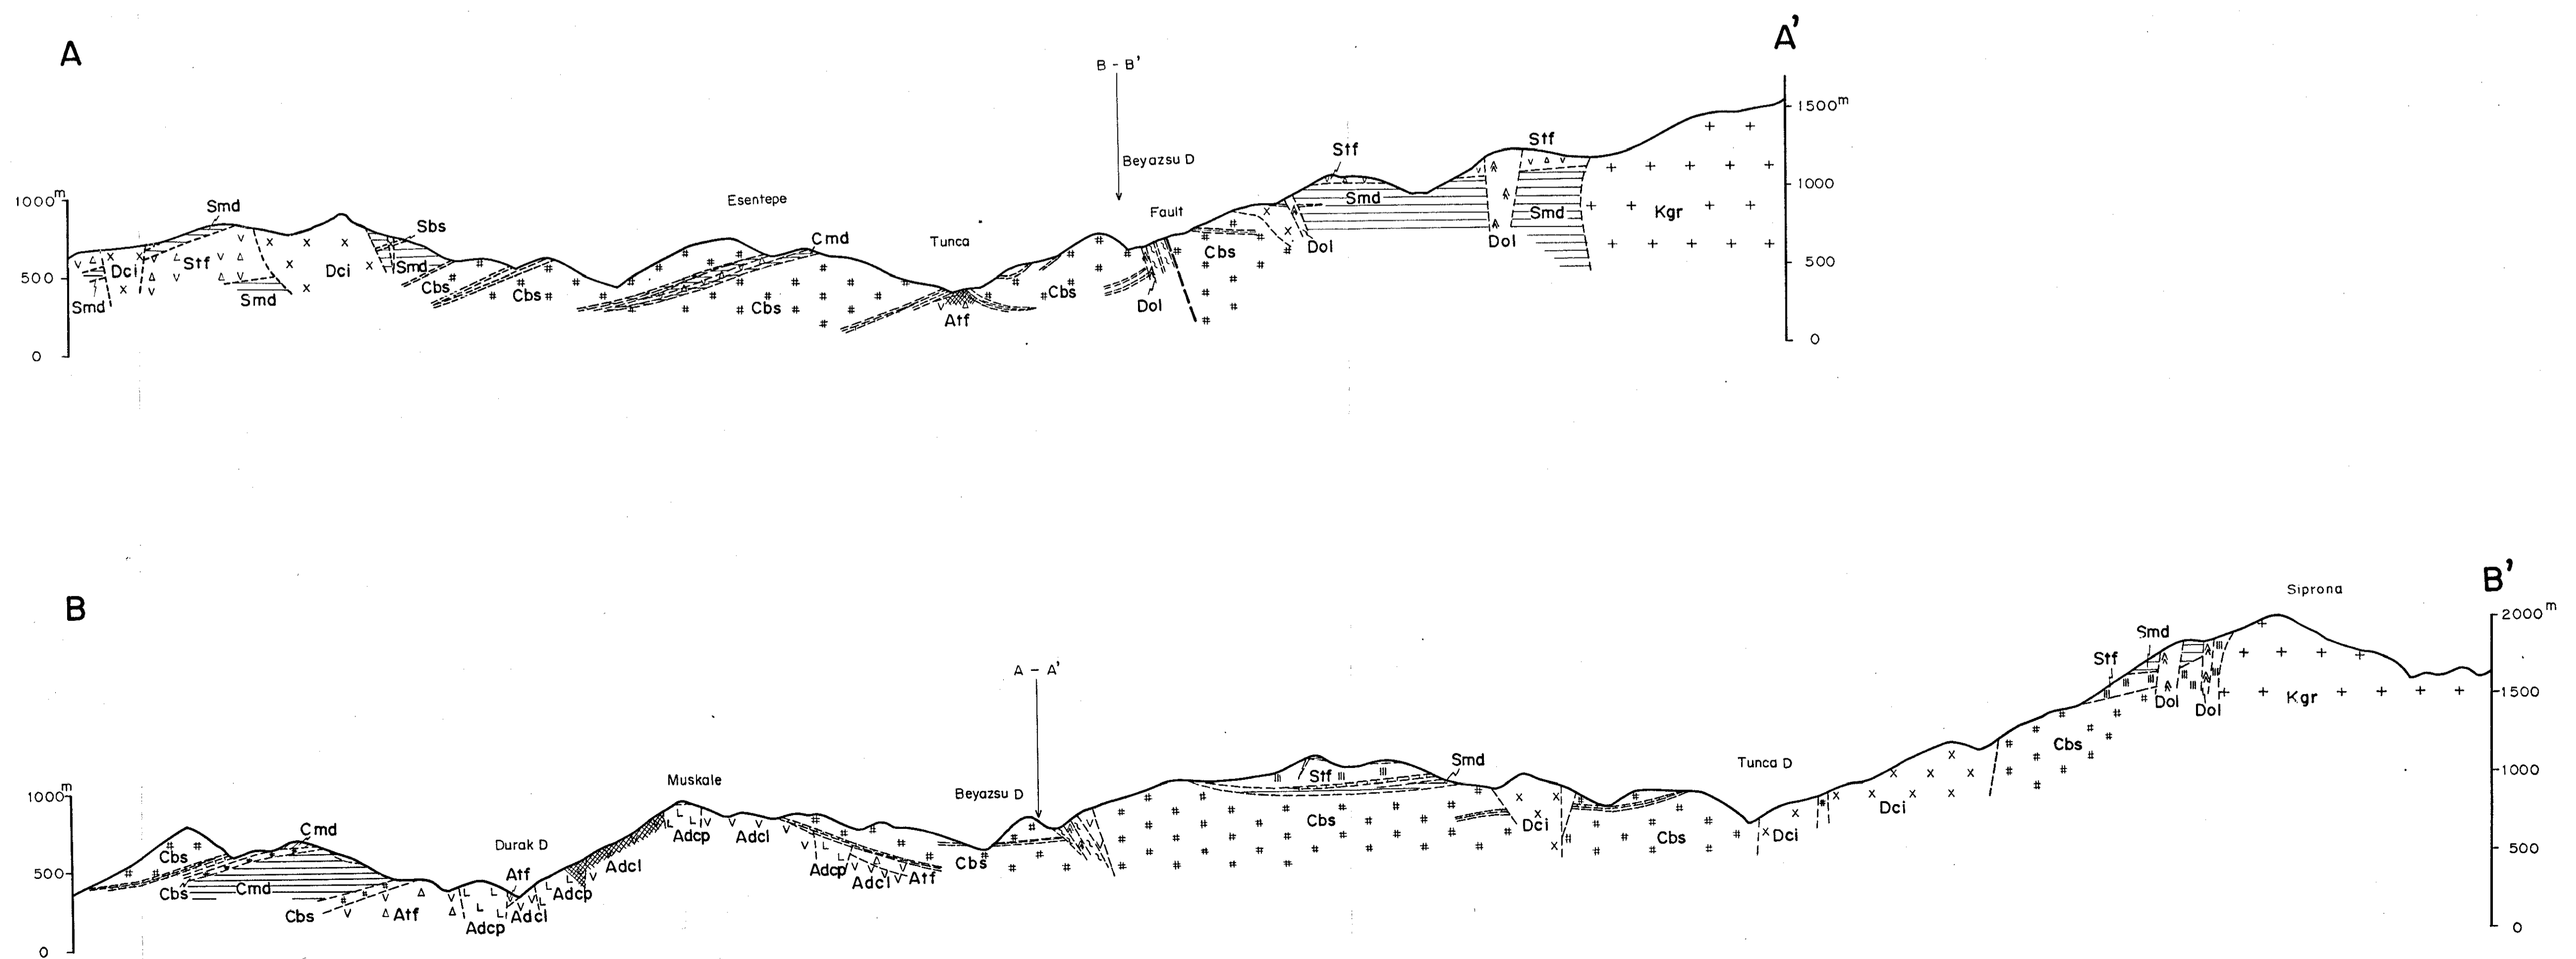 A
A'
B - B'
1500m
Stf
Stf
Beyazsu D
1000m
1000
Smd
Esentepe
Smd
Fault
Smd
Kgr
Sbs
Cmd
Tunca
Dol
Dol
Dci
Stf
Dci
Smd
Cbs
500
500
Smd
Smd
Cbs
Cbs
Cbs
Cbs
Dol
Atf
0
0
B
B'
Siprona
2000m
Smd
Stf
A - A'
1500
Dol
Dol
Kgr
Cbs
Muskale
Beyazsu D
Stf
Smd
Tunca D
1000m
1000
Cmd
Durak D
Adcp
Adcl
Cbs
Dci
Cbs
Dci
Cbs
Cbs
500
500
Cbs
Cmd
Atf
Adcp
Adcl
Adcp
Adcl
Atf
Cbs
Atf
Adcp
Adcl
0
0